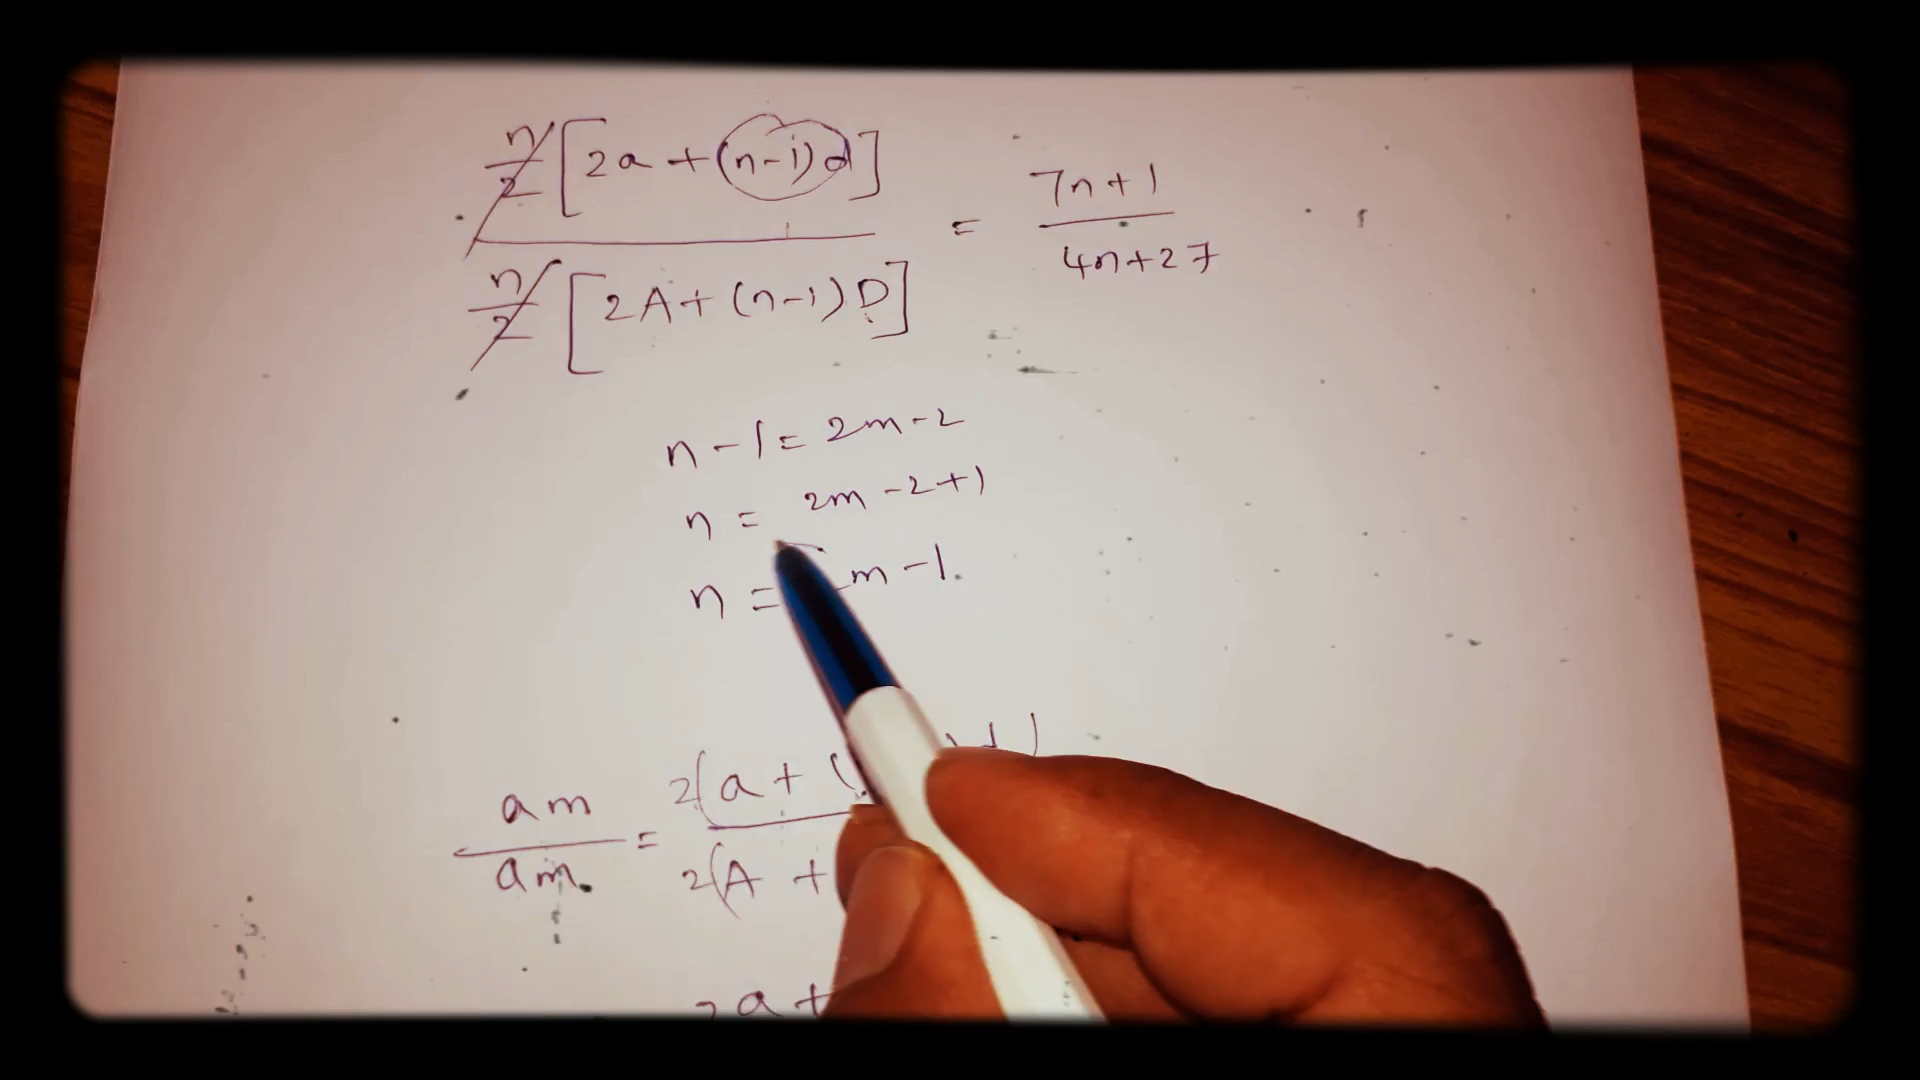 n/2 [2a + (n-1)d]
= 7n+1 / 4n+27
n/2 [2A + (n-1)D]
n-1 = 2m-2
n = 2m-2+1
n = m-1.
am / am = 2(a + ( / 2(A +
2a+